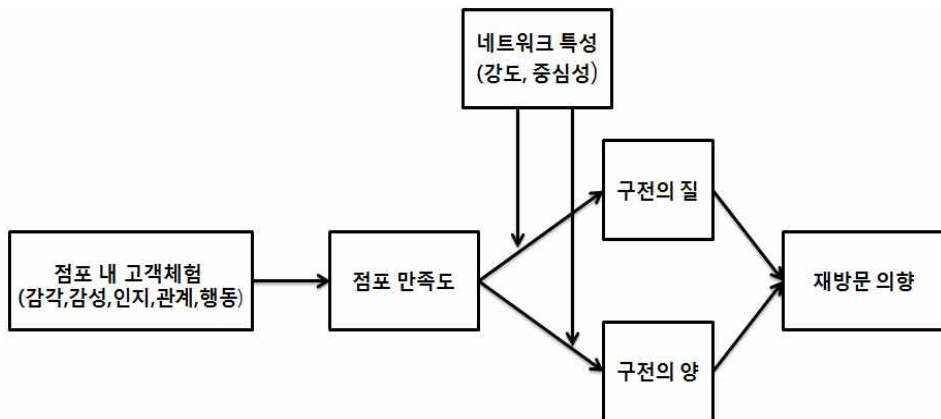 네트워크 특성
(강도, 중심성)
구전의 질
점포 내 고객체험
(감각,감성,인지,관계,행동)
점포 만족도
재방문 의향
구전의 양